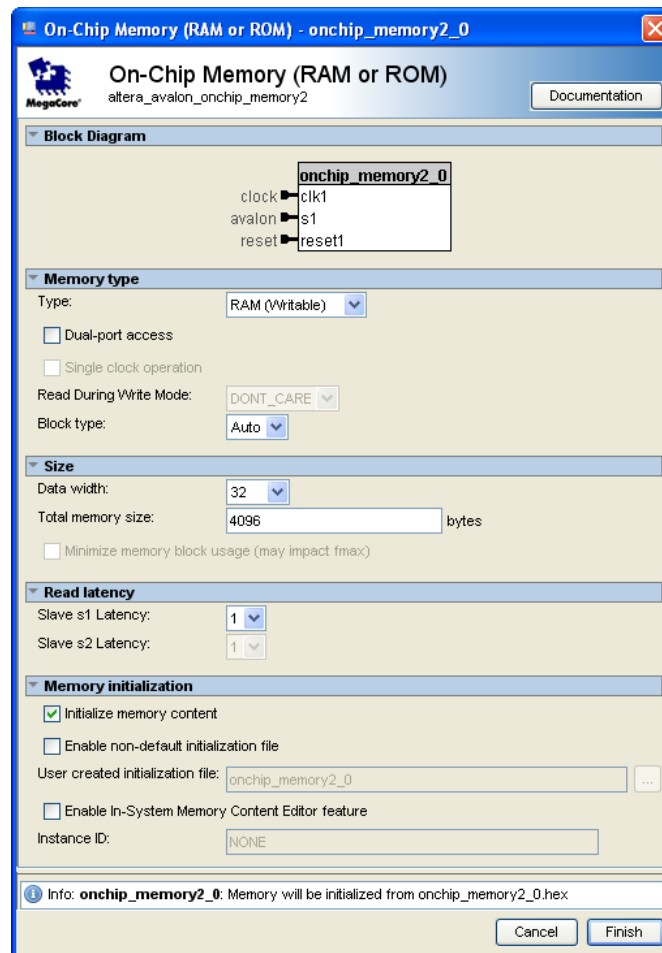 On-Chip Memory (RAM or ROM) - onchip_memory2_0
MegaCore'
On-Chip Memory (RAM or ROM)
altera_avalon_onchip_memory2
Documentation
Block Diagram
onchip_memory2_0
clock clk1
avalon s1
reset reset1
Memory type
Type: RAM (Writable)
Dual-port access
Single clock operation
Read During Write Mode: DONT_CARE
Block type: Auto
Size
Data width: 32
Total memory size: 4096 bytes
Minimize memory block usage (may impact fmax)
Read latency
Slave s1 Latency: 1
Slave s2 Latency: 1
Memory initialization
Initialize memory content
Enable non-default initialization file
User created initialization file: onchip_memory2_0 ...
Enable In-System Memory Content Editor feature
Instance ID: NONE
Info: onchip_memory2_0: Memory will be initialized from onchip_memory2_0.hex
Cancel Finish